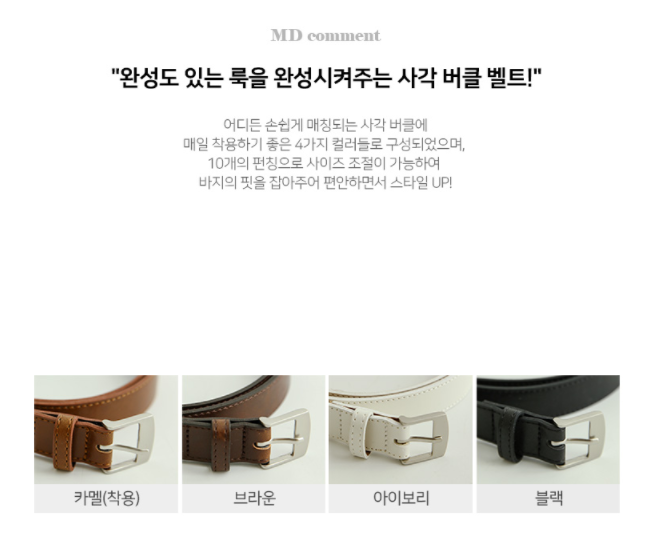 MD comment
"완성도 있는 룩을 완성시켜주는 사각 버클 벨트!"
어디든 손쉽게 매칭되는 사각 버클에
매일 착용하기 좋은 4가지 컬러들로 구성되었으며,
10개의 펀칭으로 사이즈 조절이 가능하여
바지의 핏을 잡아주어 편안하면서 스타일 UP!
카멜(착용)
브라운
아이보리
블랙